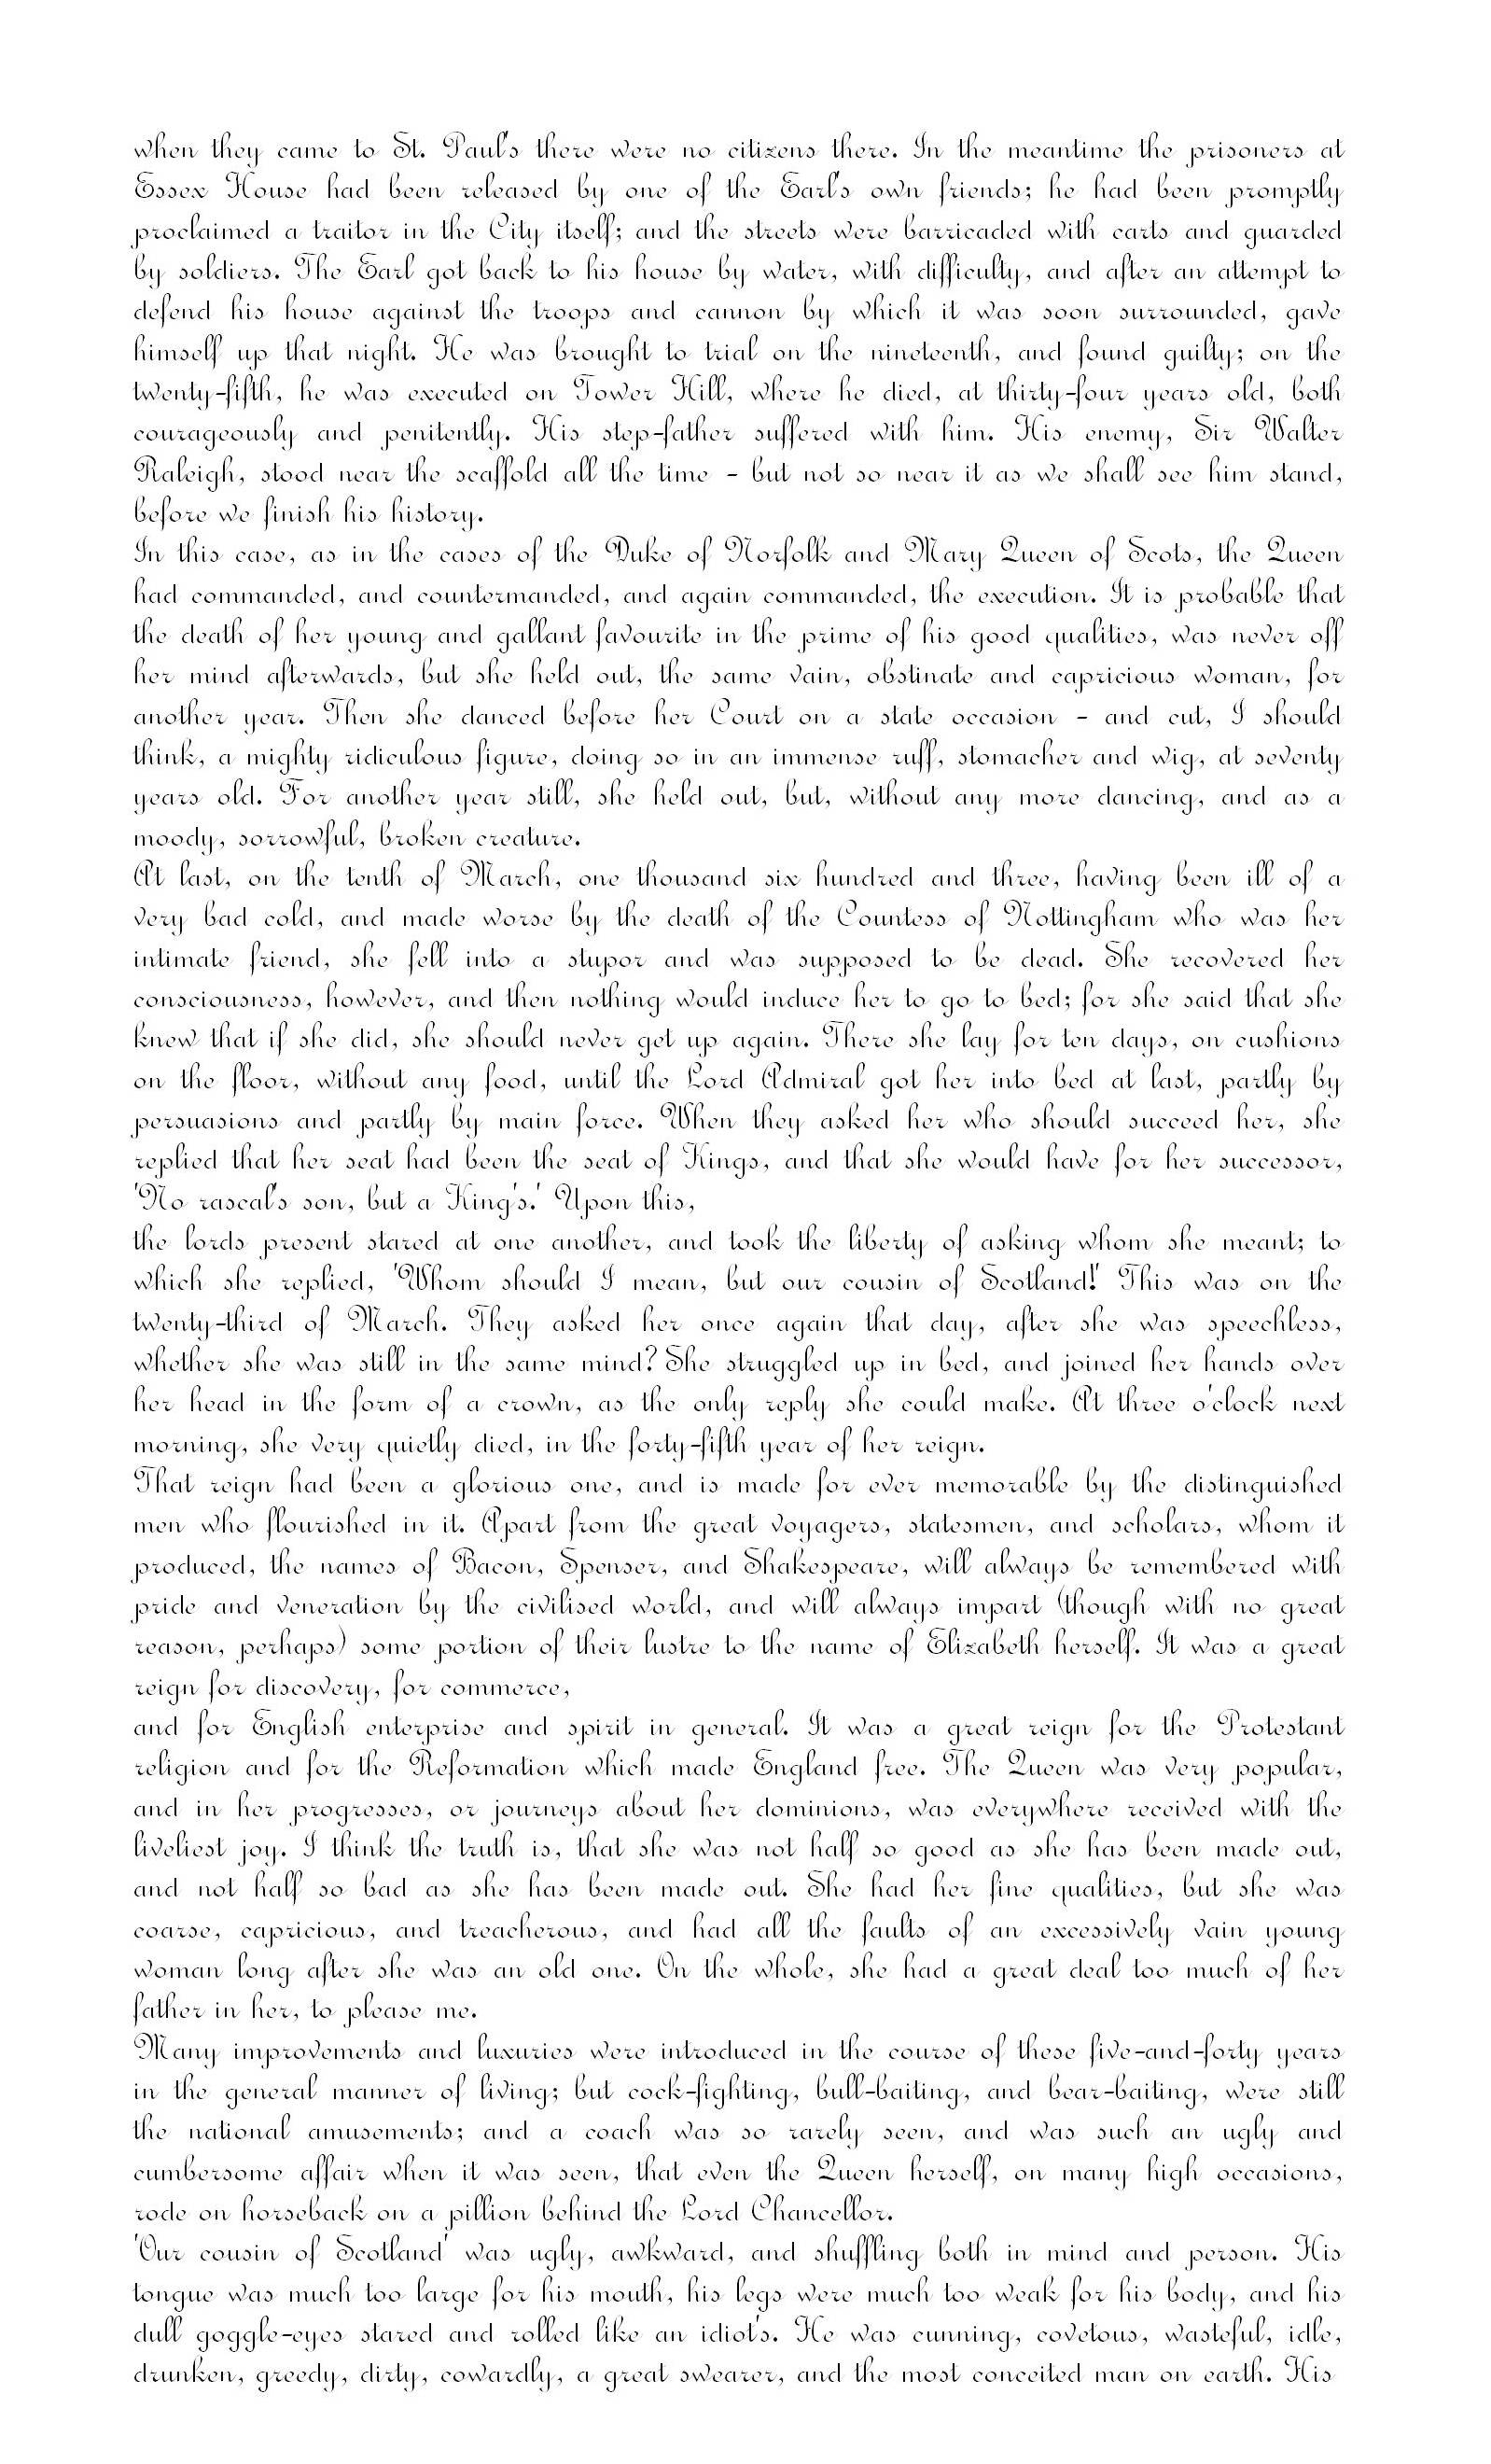 when they came to St. Paul's there were no citizens there. In the meantime the prisoners at
Essex House had been released by one of the Earl's own friends; he had been promptly
proclaimed a traitor in the City itself; and the streets were barricaded with carts and guarded
by soldiers. The Earl got back to his house by water, with difficulty, and after an attempt to
defend his house against the troops and cannon by which it was soon surrounded, gave
himself up that night. He was brought to trial on the nineteenth, and found guilty; on the
twenty-fifth, he was executed on Tower Hill, where he died, at thirty-four years old, both
courageously and penitently. His step-father suffered with him. His enemy, Sir Walter
Raleigh, stood near the scaffold all the time - but not so near it as we shall see him stand,
before we finish his history.
In this case, as in the cases of the Duke of Norfolk and Mary Queen of Scots, the Queen
had commanded, and countermanded, and again commanded, the execution. It is probable that
the death of her young and gallant favourite in the prime of his good qualities, was never off
her mind afterwards, but she held out, the same vain, obstinate and capricious woman, for
another year. Then she danced before her Court on a state occasion - and cut, I should
think, a mighty ridiculous figure, doing so in an immense ruff, stomacher and wig, at seventy
years old. For another year still, she held out, but, without any more dancing, and as a
moody, sorrowful, broken creature.
At last, on the tenth of March, one thousand six hundred and three, having been ill of a
very bad cold, and made worse by the death of the Countess of Nottingham who was her
intimate friend, she fell into a stupor and was supposed to be dead. She recovered her
consciousness, however, and then nothing would induce her to go to bed; for she said that she
knew that if she did, she should never get up again. There she lay for ten days, on cushions
on the floor, without any food, until the Lord Admiral got her into bed at last, partly by
persuasions and partly by main force. When they asked her who should succeed her, she
replied that her seat had been the seat of Kings, and that she would have for her successor,
'No rascal's son, but a King's.' Upon this,
the lords present stared at one another, and took the liberty of asking whom she meant; to
which she replied, 'Whom should I mean, but our cousin of Scotland!' This was on the
twenty-third of March. They asked her once again that day, after she was speechless,
whether she was still in the same mind? She struggled up in bed, and joined her hands over
her head in the form of a crown, as the only reply she could make. At three o'clock next
morning, she very quietly died, in the forty-fifth year of her reign.
That reign had been a glorious one, and is made for ever memorable by the distinguished
men who flourished in it. Apart from the great voyagers, statesmen, and scholars, whom it
produced, the names of Bacon, Spenser, and Shakespeare, will always be remembered with
pride and veneration by the civilised world, and will always impart (though with no great
reason, perhaps) some portion of their lustre to the name of Elizabeth herself. It was a great
reign for discovery, for commerce,
and for English enterprise and spirit in general. It was a great reign for the Protestant
religion and for the Reformation which made England free. The Queen was very popular,
and in her progresses, or journeys about her dominions, was everywhere received with the
liveliest joy. I think the truth is, that she was not half so good as she has been made out,
and not half so bad as she has been made out. She had her fine qualities, but she was
coarse, capricious, and treacherous, and had all the faults of an excessively vain young
woman long after she was an old one. On the whole, she had a great deal too much of her
father in her, to please me.
Many improvements and luxuries were introduced in the course of these five-and-forty years
in the general manner of living; but cock-fighting, bull-baiting, and bear-baiting, were still
the national amusements; and a coach was so rarely seen, and was such an ugly and
cumbersome affair when it was seen, that even the Queen herself, on many high occasions,
rode on horseback on a pillion behind the Lord Chancellor.
'Our cousin of Scotland' was ugly, awkward, and shuffling both in mind and person. His
tongue was much too large for his mouth, his legs were much too weak for his body, and his
dull goggle-eyes stared and rolled like an idiot's. He was cunning, covetous, wasteful, idle,
drunken, greedy, dirty, cowardly, a great swearer, and the most conceited man on earth. His